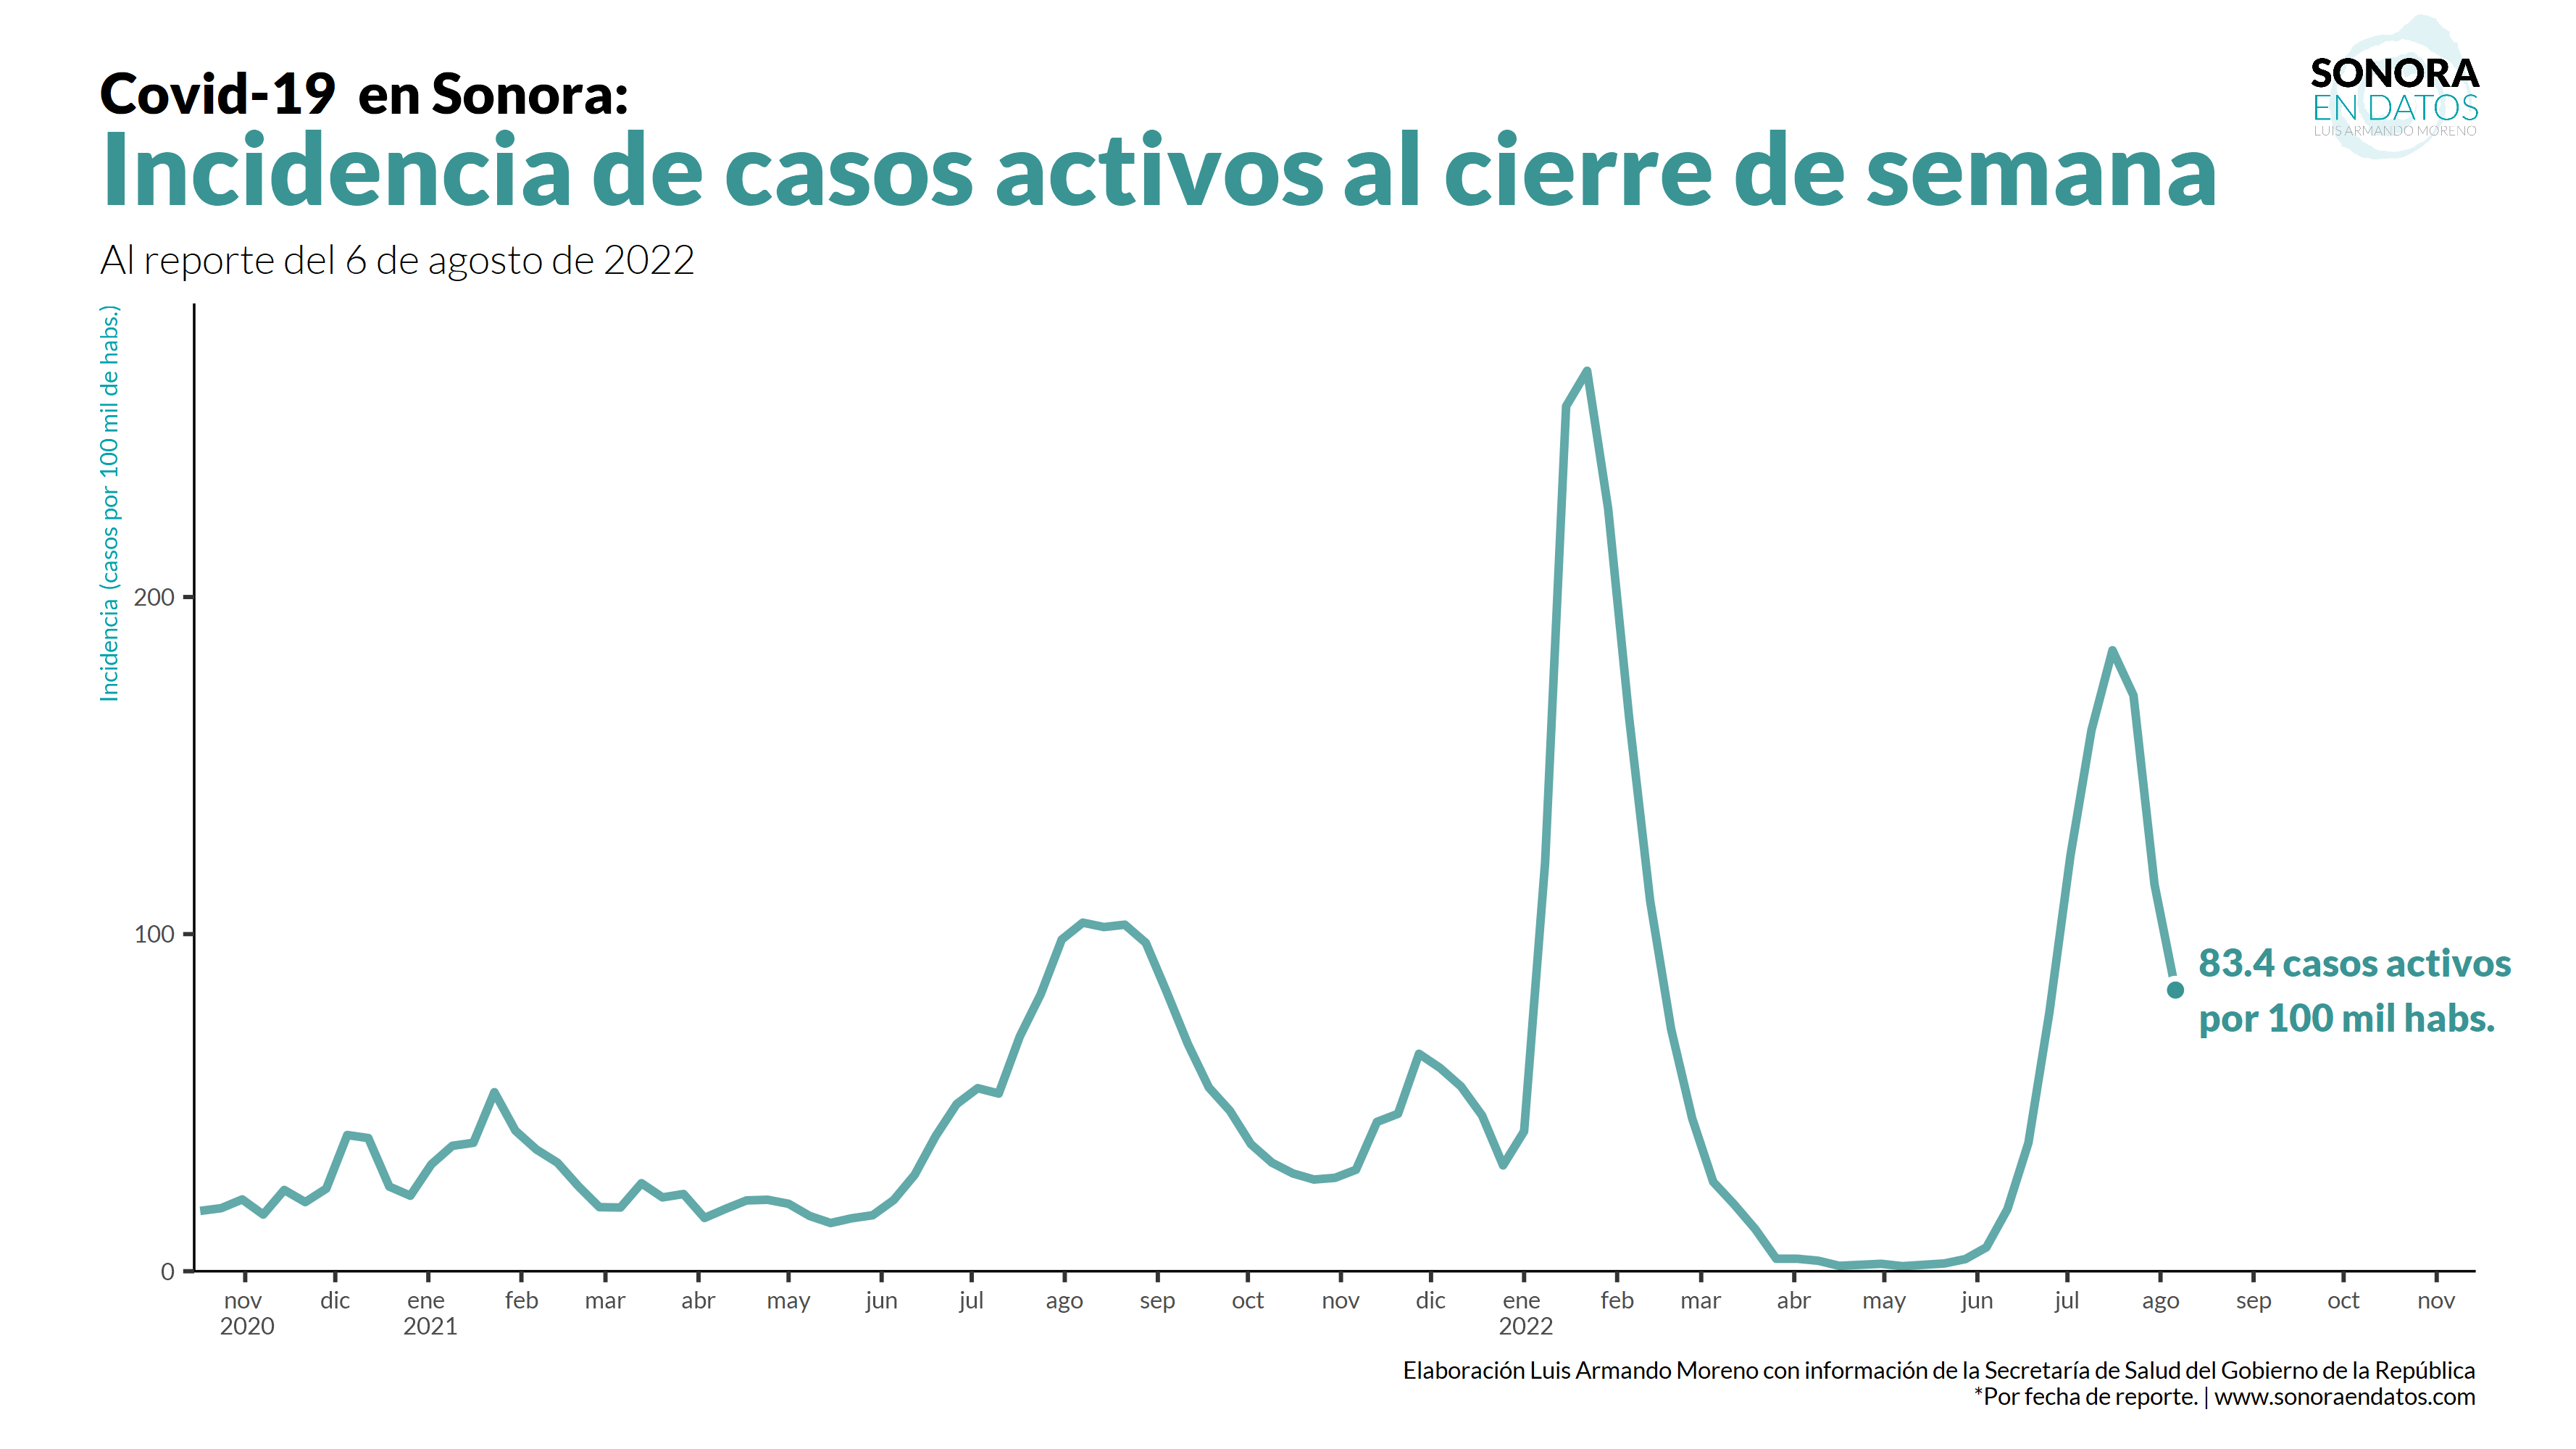 Covid-19 en Sonora:
Incidencia de casos activos al cierre de semana
Al reporte del 6 de agosto de 2022
SONORA
EN DATOS
LUIS ARMANDO MORENO
Incidencia (casos por 100 mil de habs.)
200
100
0
83.4 casos activos
por 100 mil habs.
nov dic ene feb mar abr may jun jul ago sep oct nov dic ene feb mar abr may jun jul ago sep oct nov
2020 2021 2022
Elaboración Luis Armando Moreno con información de la Secretaría de Salud del Gobierno de la República
*Por fecha de reporte. | www.sonoraendatos.com